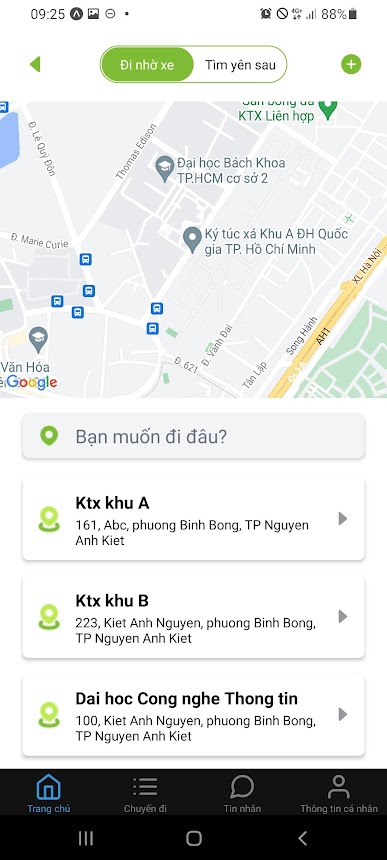 09:25
4G+
88%
Đi nhờ xe
Tìm yên sau
Sân bóng đá
KTX Liên hợp
Đ. Lê Quý Đôn
Thomas Edison
Đại học Bách Khoa
TP.HCM cơ sở 2
Đ. Marie Curie
Ký túc xá Khu A ĐH Quốc
gia TP. Hồ Chí Minh
XL Hà Nội
Song Hành
AH1
Đ. Vành Đai
Tân Lập
Đ. 621
Văn Hóa
Google
Bạn muốn đi đâu?
Ktx khu A
161, Abc, phuong Binh Bong, TP Nguyen
Anh Kiet
Ktx khu B
223, Kiet Anh Nguyen, phuong Binh Bong,
TP Nguyen Anh Kiet
Dai hoc Cong nghe Thong tin
100, Kiet Anh Nguyen, phuong Binh Bong,
TP Nguyen Anh Kiet
Trang chủ
Chuyến đi
Tin nhắn
Thông tin cá nhân